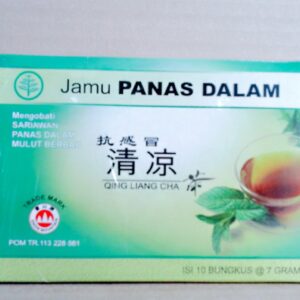 Jamu PANAS DALAM
Mengobati
SARIAWAN
PANAS DALAM
MULUT BERBAU
抗感冒
清凉
QING LIANG CHA 茶
TRADE MARK
POM TR. 113 228 561
ISI 10 BUNGKUS @ 7 GRAM